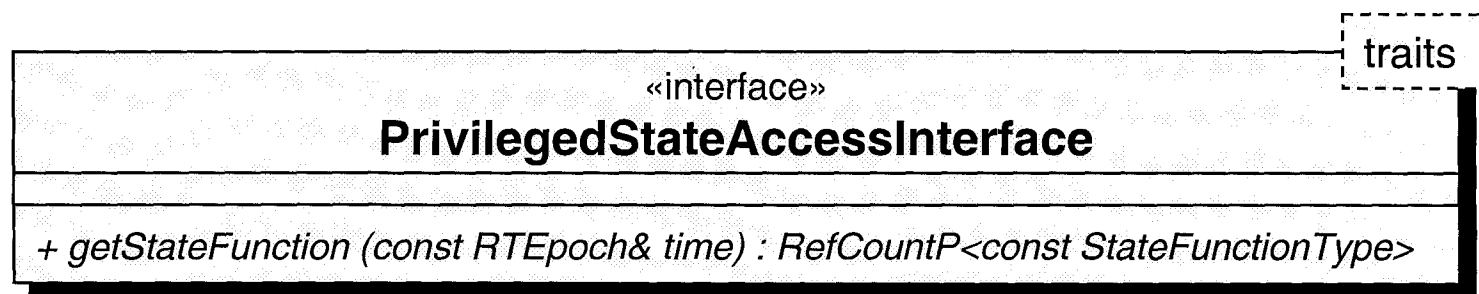 traits
«interface»
PrivilegedStateAccessInterface
+ getStateFunction (const RTEpoch& time) : RefCountP<const StateFunctionType>